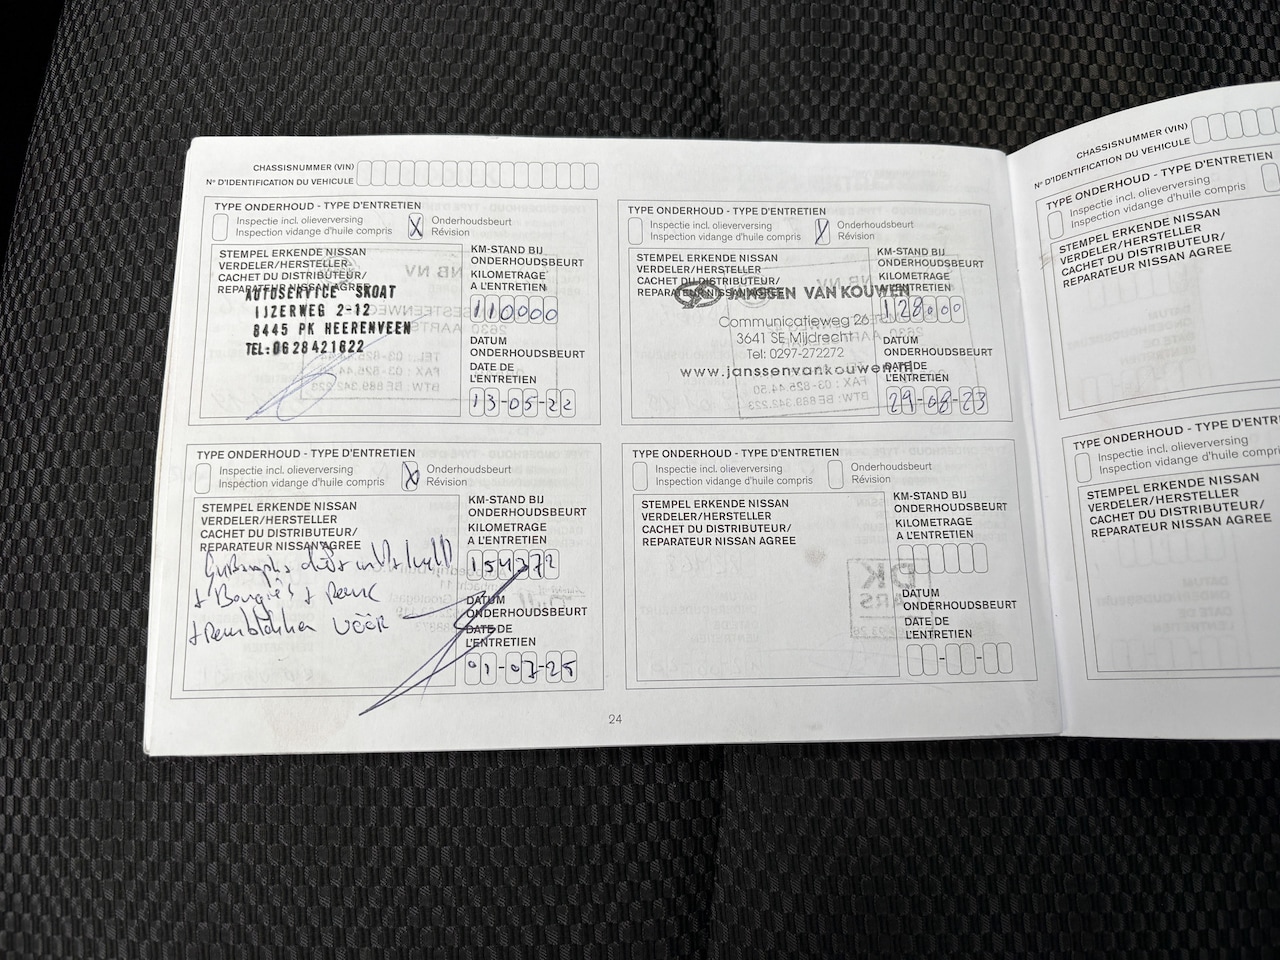 CHASSISNUMMER (VIN)
N° D'IDENTIFICATION DU VEHICULE
TYPE ONDERHOUD - TYPE D'ENTRETIEN
Inspectie incl. olieverversing
Inspection vidange d'huile compris
X
Onderhoudsbeurt
Révision
STEMPEL ERKENDE NISSAN
VERDELER/HERSTELLER
CACHET DU DISTRIBUTEUR/
REPARATEUR NISSAN AGREE
AUTOSERVICE SKOAT
IJZERWEG 2-12
8445 PK HEERENVEEN
TEL:0628421822
KM-STAND BIJ
ONDERHOUDSBEURT
KILOMETRAGE
A L'ENTRETIEN
110000
DATUM
ONDERHOUDSBEURT
DATE DE
L'ENTRETIEN
13-05-22
TYPE ONDERHOUD - TYPE D'ENTRETIEN
Inspectie incl. olieverversing
Inspection vidange d'huile compris
Onderhoudsbeurt
Révision
STEMPEL ERKENDE NISSAN
VERDELER/HERSTELLER
CACHET DU DISTRIBUTEUR/
REPARATEUR NISSAN AGREE
JANSSEN VAN KOUWEN
Communicatieweg 26
3641 SE Mijdrecht
Tel: 0297-272272
www.janssenvankouwen.nl
KM-STAND BIJ
ONDERHOUDSBEURT
KILOMETRAGE
A L'ENTRETIEN
128000
DATUM
ONDERHOUDSBEURT
DATE DE
L'ENTRETIEN
29-08-23
TYPE ONDERHOUD - TYPE D'ENTRETIEN
Inspectie incl. olieverversing
Inspection vidange d'huile compris
X
Onderhoudsbeurt
Révision
STEMPEL ERKENDE NISSAN
VERDELER/HERSTELLER
CACHET DU DISTRIBUTEUR/
REPARATEUR NISSAN AGREE
+ Bougie's +
+ Remblokken VOOR
KM-STAND BIJ
ONDERHOUDSBEURT
KILOMETRAGE
A L'ENTRETIEN
154372
DATUM
ONDERHOUDSBEURT
DATE DE
L'ENTRETIEN
01-07-25
TYPE ONDERHOUD - TYPE D'ENTRETIEN
Inspectie incl. olieverversing
Inspection vidange d'huile compris
Onderhoudsbeurt
Révision
STEMPEL ERKENDE NISSAN
VERDELER/HERSTELLER
CACHET DU DISTRIBUTEUR/
REPARATEUR NISSAN AGREE
KM-STAND BIJ
ONDERHOUDSBEURT
KILOMETRAGE
A L'ENTRETIEN
DATUM
ONDERHOUDSBEURT
DATE DE
L'ENTRETIEN
24
CHASSISNUMMER (VIN)
N° D'IDENTIFICATION DU VEHICULE
TYPE ONDERHOUD - TYPE D'ENTRETIEN
Inspectie incl. olieverversing
Inspection vidange d'huile compris
STEMPEL ERKENDE NISSAN
VERDELER/HERSTELLER
CACHET DU DISTRIBUTEUR/
REPARATEUR NISSAN AGREE
TYPE ONDERHOUD - TYPE D'ENTRE
Inspectie incl. olieverversing
Inspection vidange d'huile compris
STEMPEL ERKENDE NISSAN
VERDELER/HERSTELLER
CACHET DU DISTRIBUTEUR/
REPARATEUR NISSAN AGREE